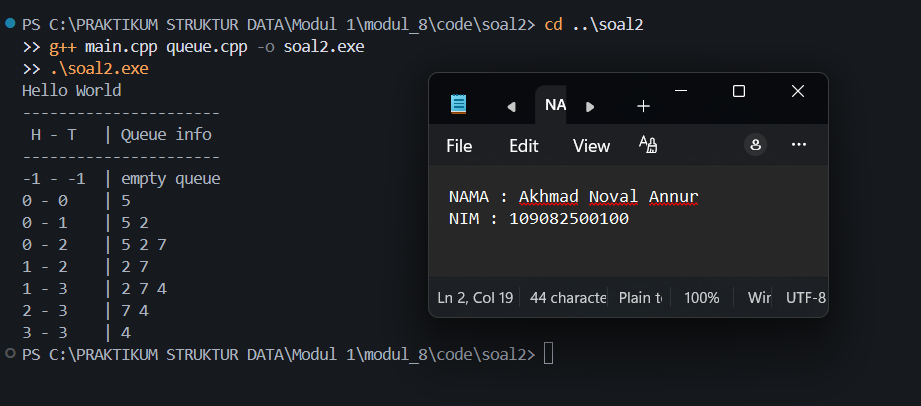 PS C:\PRAKTIKUM STRUKTUR DATA\Modul 1\modul_8\code\soal2> cd ..\soal2
>> g++ main.cpp queue.cpp -o soal2.exe
>> .\soal2.exe
Hello World
----------------------
 H - T   | Queue info
----------------------
-1 - -1  | empty queue
0 - 0    | 5
0 - 1    | 5 2
0 - 2    | 5 2 7
1 - 2    | 2 7
1 - 3    | 2 7 4
2 - 3    | 7 4
3 - 3    | 4
PS C:\PRAKTIKUM STRUKTUR DATA\Modul 1\modul_8\code\soal2>
NA
File Edit View
NAMA : Akhmad Noval Annur
NIM : 109082500100
Ln 2, Col 19 44 characte Plain t 100% Wir UTF-8